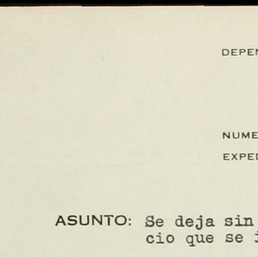 DEPEN
NUME
EXPED
ASUNTO: Se deja sin
cio que se